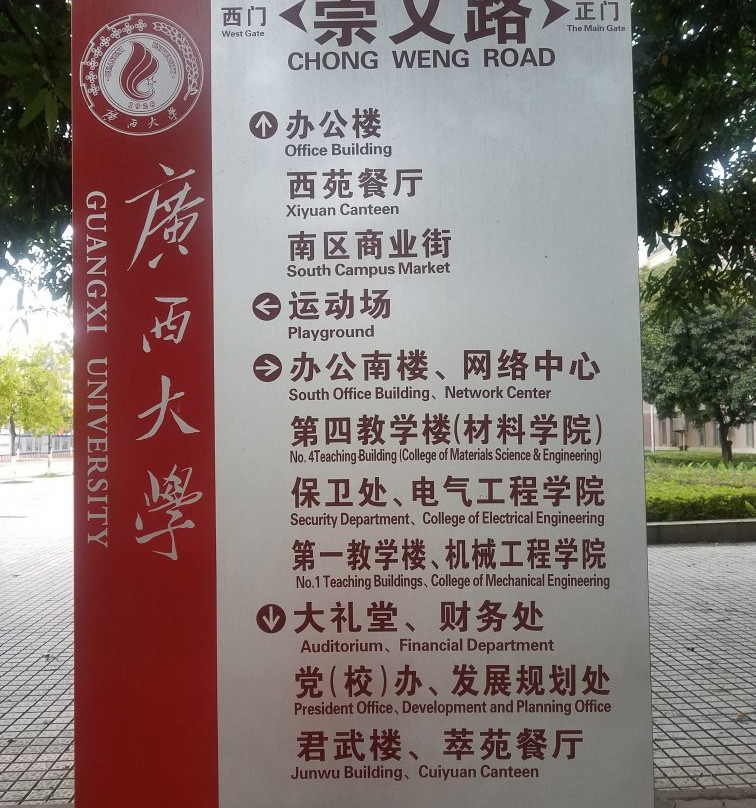 西门 崇文路 正门
West Gate CHONG WENG ROAD The Main Gate
1928
广西大学
廣西大學
GUANGXI UNIVERSITY
办公楼
Office Building
西苑餐厅
Xiyuan Canteen
南区商业街
South Campus Market
运动场
Playground
办公南楼、网络中心
South Office Building、Network Center
第四教学楼(材料学院)
No. 4Teaching Building (College of Materials Science & Engineering)
保卫处、电气工程学院
Security Department、College of Electrical Engineering
第一教学楼、机械工程学院
No.1 Teaching Buildings、College of Mechanical Engineering
大礼堂、财务处
Auditorium、Financial Department
党(校)办、发展规划处
President Office、Development and Planning Office
君武楼、萃苑餐厅
Junwu Building、Cuiyuan Canteen